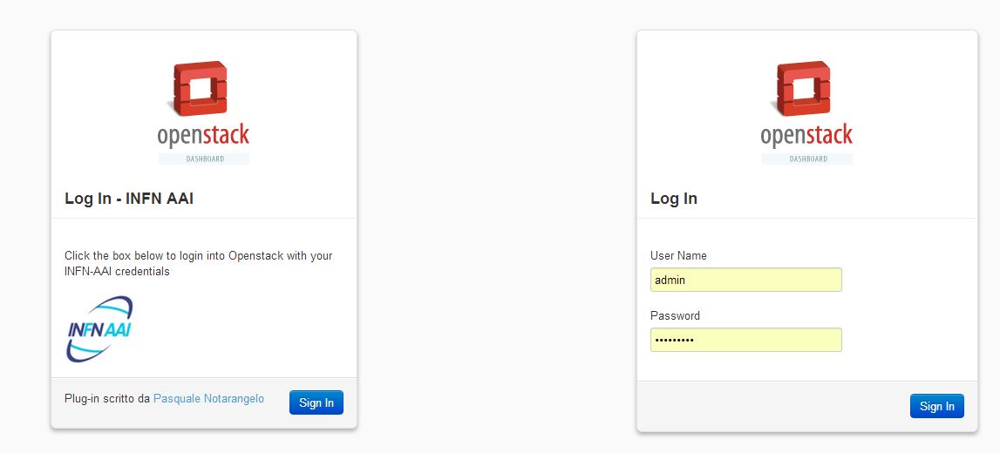 openstack
DASHBOARD
Log In - INFN AAI
Click the box below to login into Openstack with your
INFN-AAI credentials
INFN AAI
Plug-in scritto da Pasquale Notarangelo
Sign In
openstack
DASHBOARD
Log In
User Name
admin
Password
•••••••••
Sign In